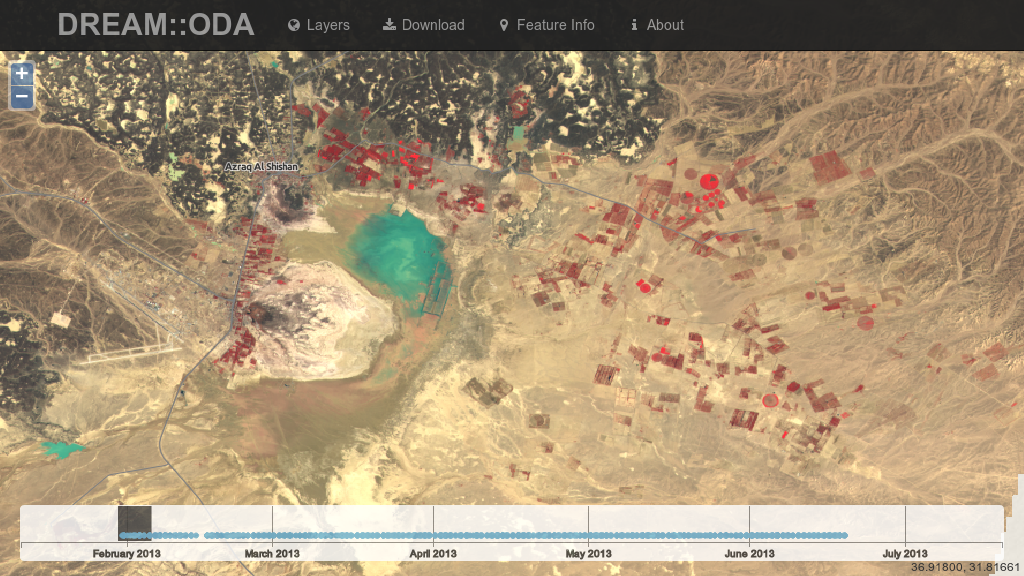 DREAM::ODA Layers Download Feature Info About
+
−
Azraq Al Shishan
February 2013 March 2013 April 2013 May 2013 June 2013 July 2013
36.91800, 31.81661